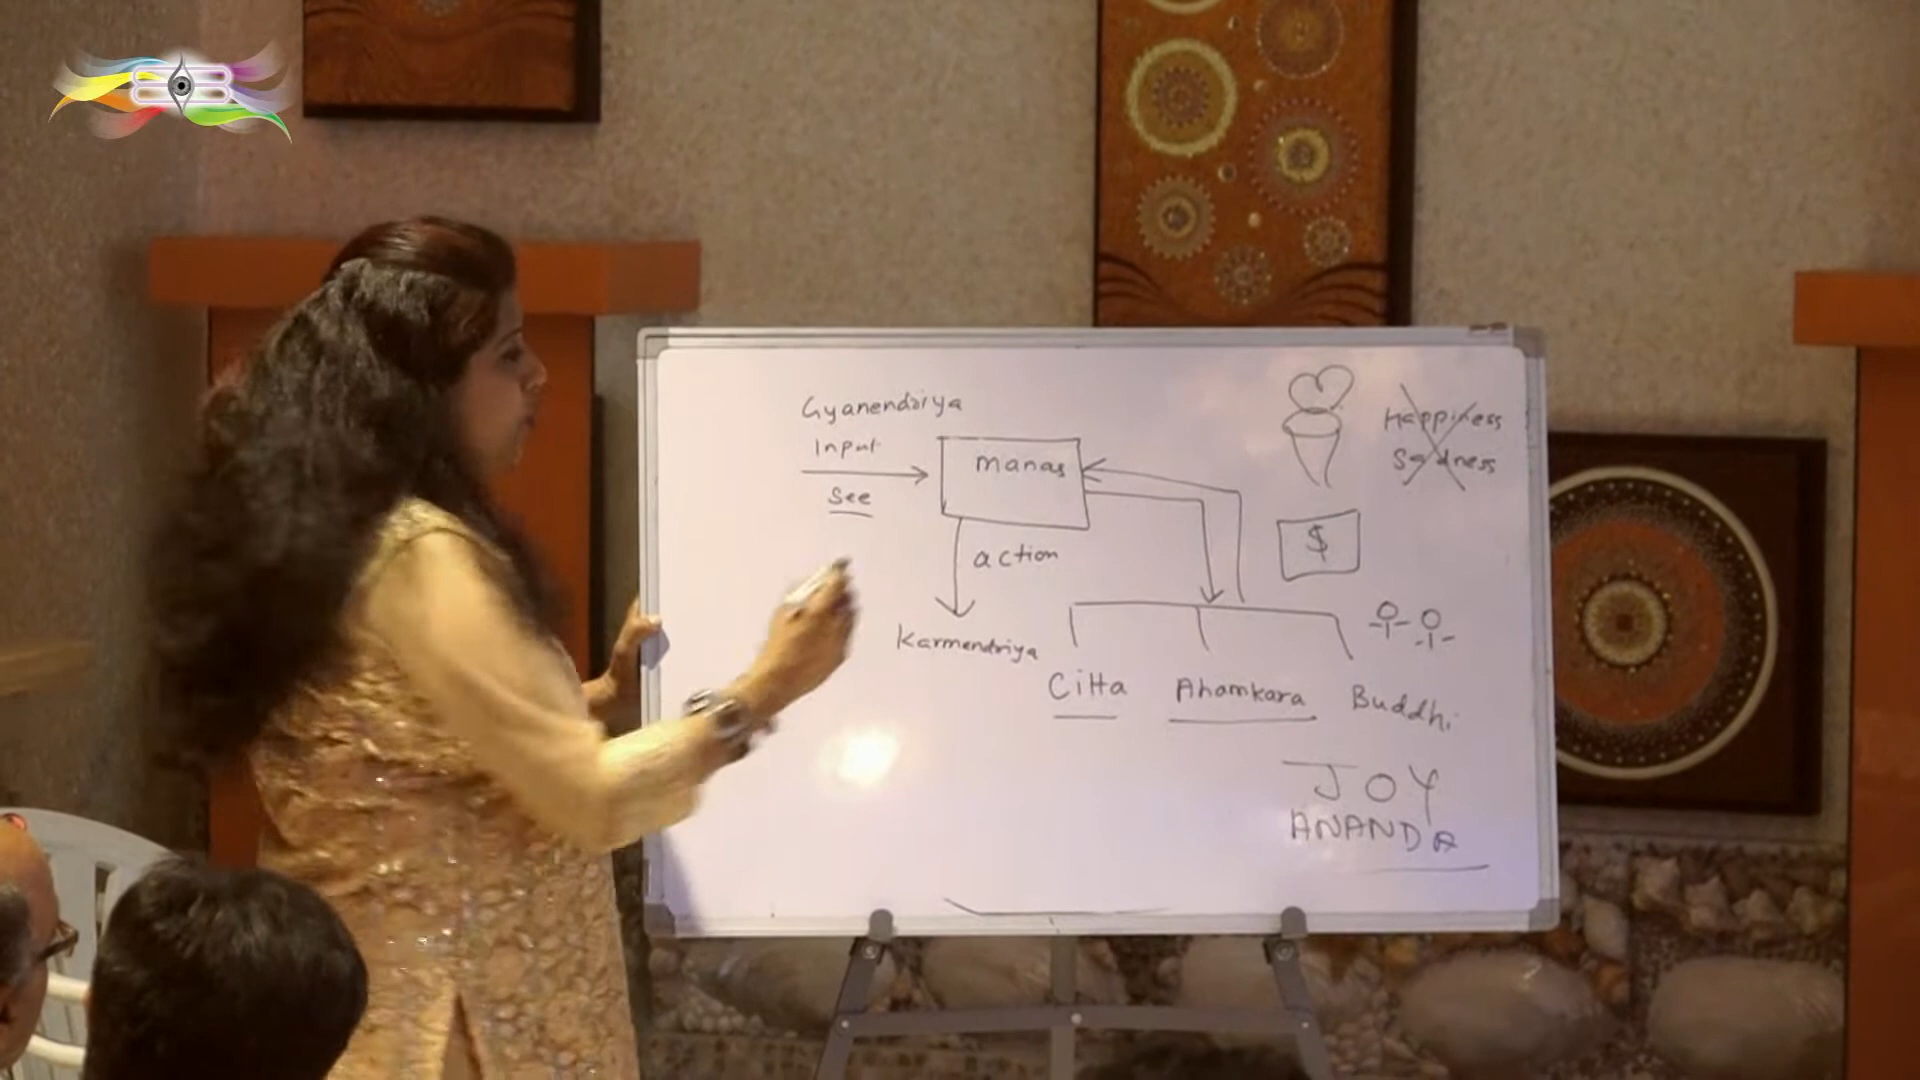 Gyanendriya
Input
See
manas
action
Karmendriya
Happiness
Sadness
$
Citta
Ahamkara
Buddhi
JOY
ANANDA